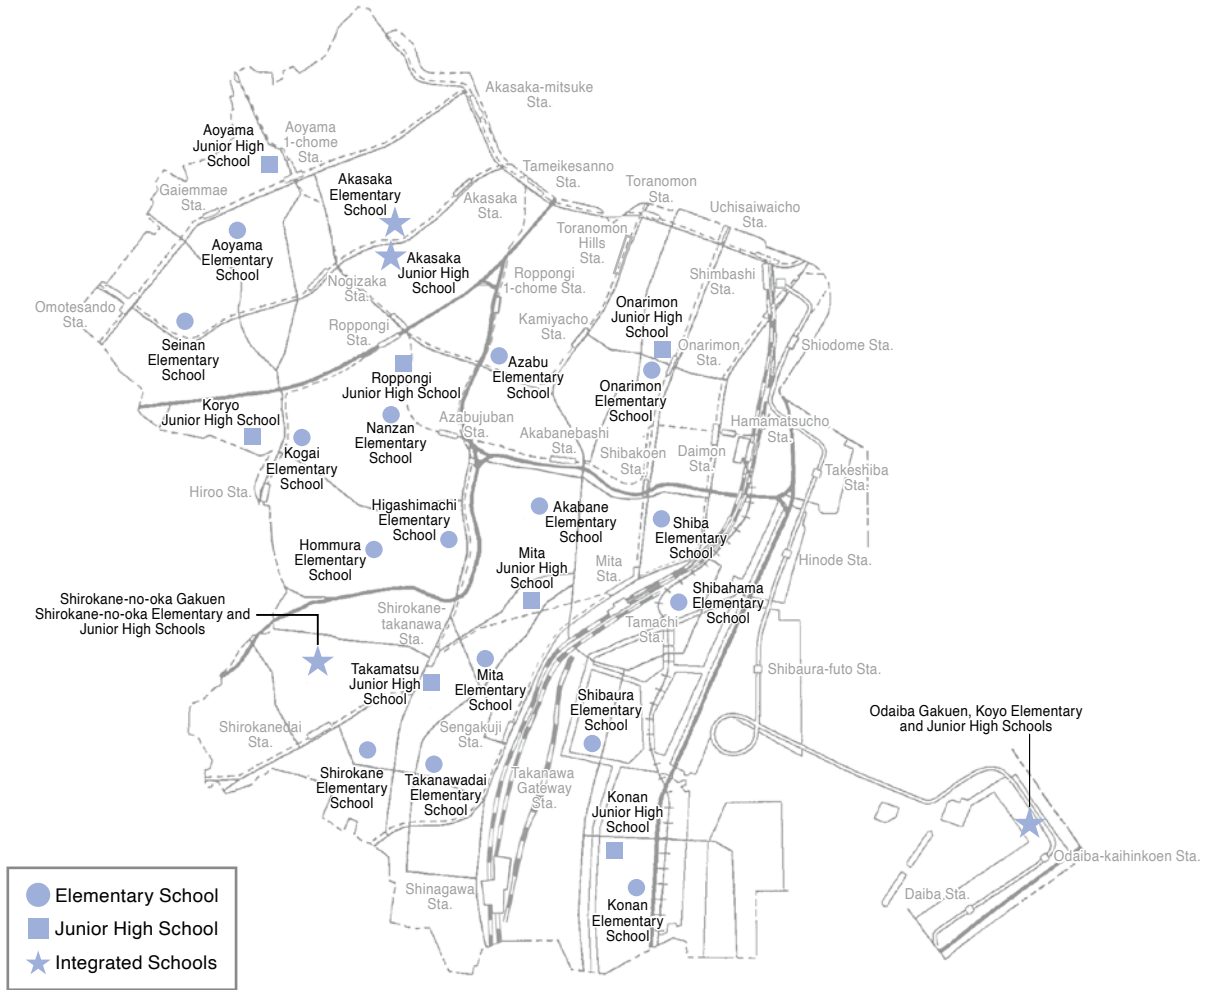 Akasaka-mitsuke
Sta.
Aoyama
Junior High
School
Aoyama
1-chome
Sta.
Tameikesanno
Sta.
Gaiemmae
Sta.
Akasaka
Elementary
School
Akasaka
Sta.
Toranomon
Sta.
Uchisaiwaicho
Sta.
Toranomon
Hills
Sta.
Aoyama
Elementary
School
Akasaka
Junior High
School
Nogizaka
Sta.
Roppongi
1-chome Sta.
Shimbashi
Sta.
Omotesando
Sta.
Roppongi
Sta.
Kamiyacho
Sta.
Onarimon
Junior High
School
Onarimon
Sta.
Shiodome Sta.
Seinan
Elementary
School
Roppongi
Junior High School
Azabu
Elementary
School
Onarimon
Elementary
School
Koryo
Junior High School
Nanzan
Elementary
School
Azabujuban
Sta.
Akabanebashi
Sta.
Hamamatsucho
Sta.
Kogai
Elementary
School
Shibakoen
Sta.
Daimon
Sta.
Takeshiba
Sta.
Hiroo Sta.
Higashimachi
Elementary
School
Akabane
Elementary
School
Shiba
Elementary
School
Hommura
Elementary
School
Mita
Junior High
School
Mita
Sta.
Hinode Sta.
Shirokane-no-oka Gakuen
Shirokane-no-oka Elementary and
Junior High Schools
Shirokane-
takanawa
Sta.
Shibahama
Elementary
School
Tamachi
Sta.
Takamatsu
Junior High
School
Mita
Elementary
School
Shibaura
Elementary
School
Shibaura-futo Sta.
Shirokanedai
Sta.
Sengakuji
Sta.
Odaiba Gakuen, Koyo Elementary
and Junior High Schools
Shirokane
Elementary
School
Takanawadai
Elementary
School
Takanawa
Gateway
Sta.
Konan
Junior High
School
Odaiba-kaihinkoen Sta.
Shinagawa
Sta.
Daiba Sta.
Konan
Elementary
School
Elementary School
Junior High School
Integrated Schools